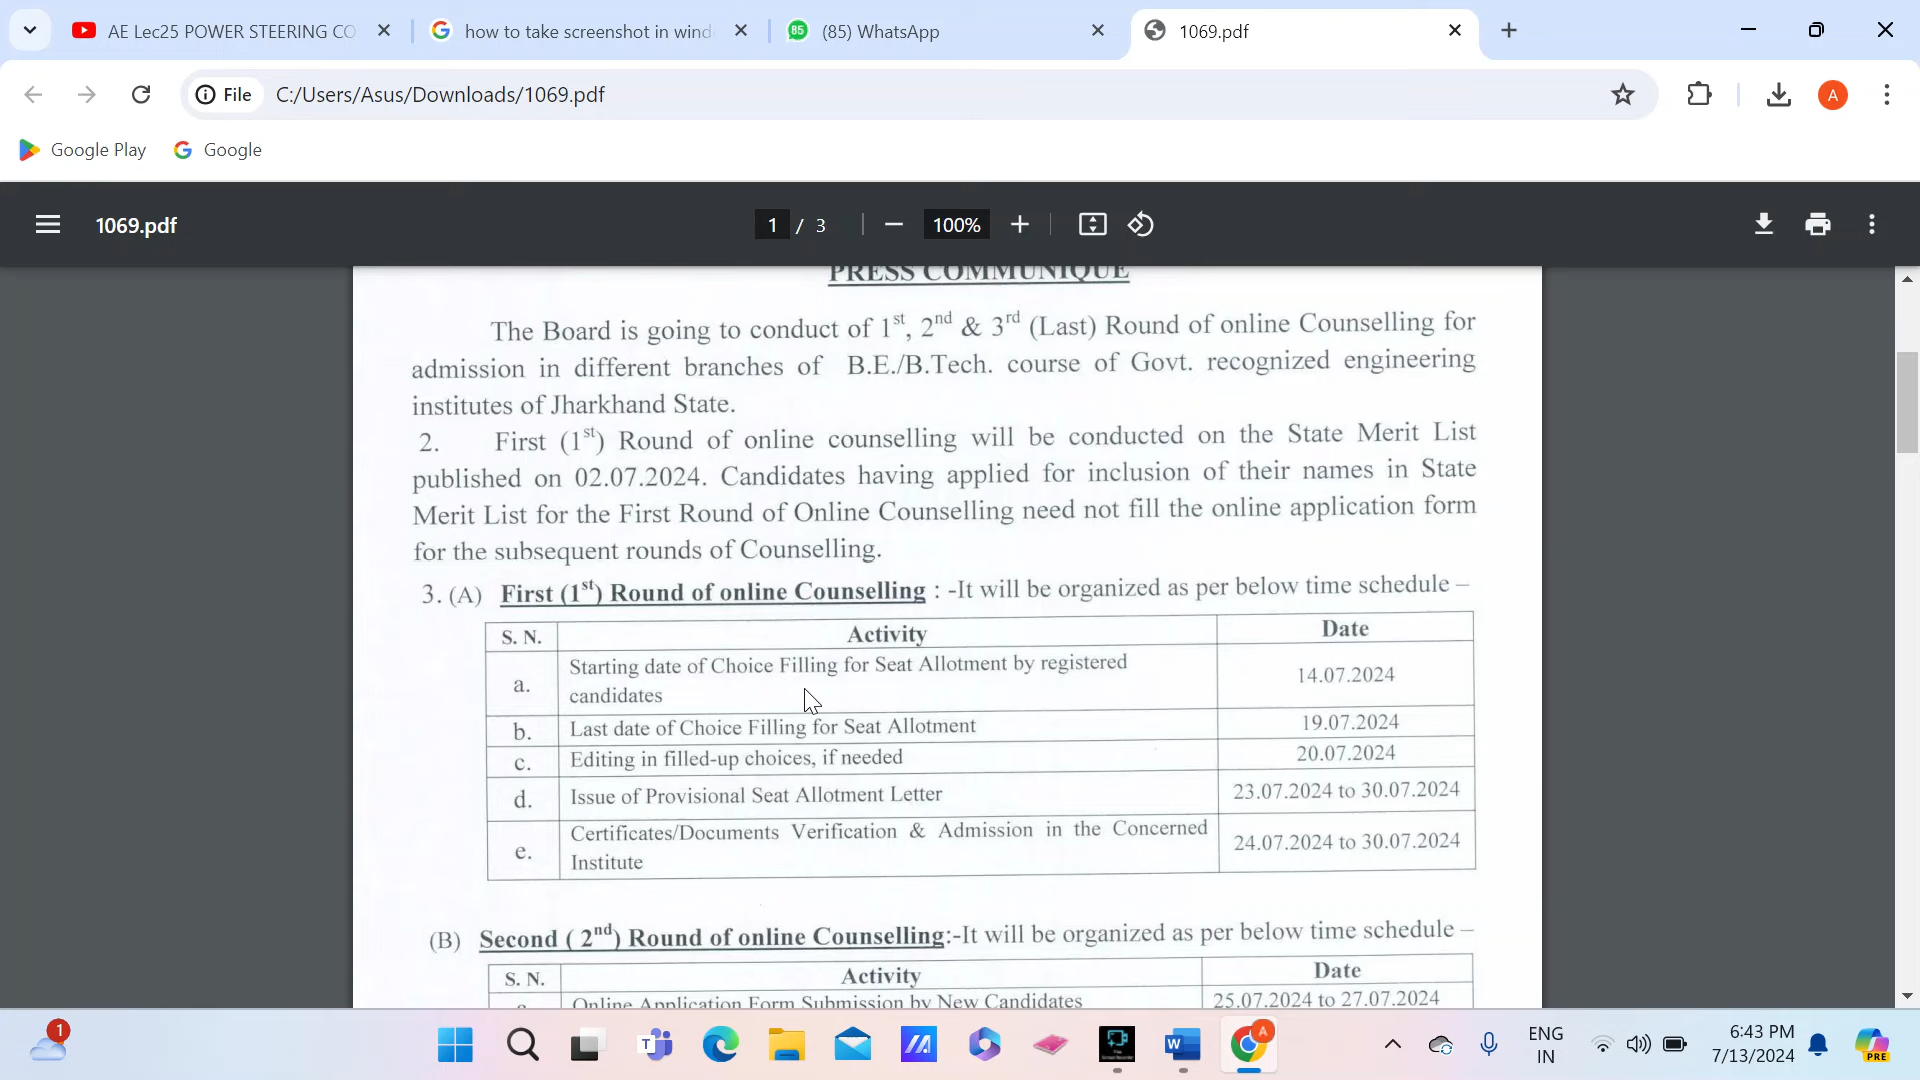 AE Lec25 POWER STEERING CO
how to take screenshot in wind
85
(85) WhatsApp
1069.pdf
File
C:/Users/Asus/Downloads/1069.pdf
A
Google Play
Google
1069.pdf
1 / 3
100%
PRESS COMMUNIQUE
The Board is going to conduct of 1st, 2nd & 3rd (Last) Round of online Counselling for
admission in different branches of B.E./B.Tech. course of Govt. recognized engineering
institutes of Jharkhand State.
2. First (1st) Round of online counselling will be conducted on the State Merit List
published on 02.07.2024. Candidates having applied for inclusion of their names in State
Merit List for the First Round of Online Counselling need not fill the online application form
for the subsequent rounds of Counselling.
3. (A) First (1st) Round of online Counselling : -It will be organized as per below time schedule –
S. N. Activity Date
a. Starting date of Choice Filling for Seat Allotment by registered
candidates 14.07.2024
b. Last date of Choice Filling for Seat Allotment 19.07.2024
c. Editing in filled-up choices, if needed 20.07.2024
d. Issue of Provisional Seat Allotment Letter 23.07.2024 to 30.07.2024
e. Certificates/Documents Verification & Admission in the Concerned
Institute 24.07.2024 to 30.07.2024
(B) Second ( 2nd) Round of online Counselling:-It will be organized as per below time schedule –
S. N. Activity Date
Online Application Form Submission by New Candidates 25.07.2024 to 27.07.2024
1
ENG
IN
6:43 PM
7/13/2024
PRE